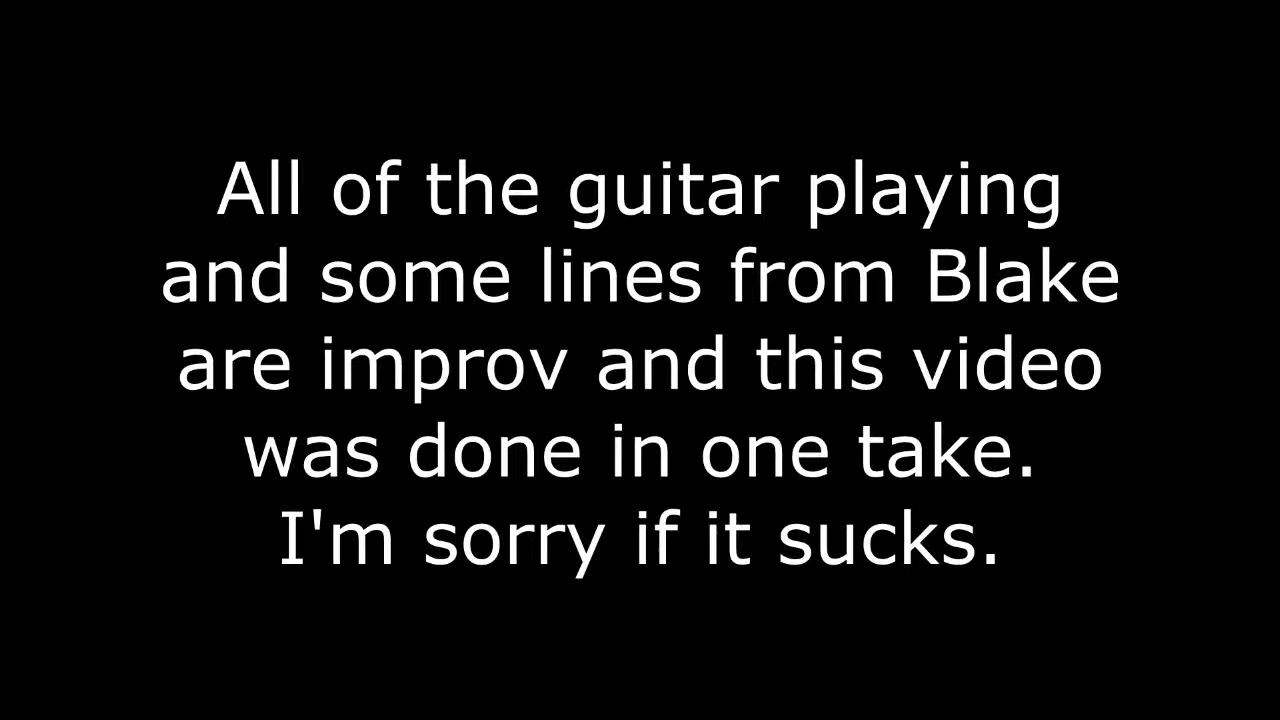 All of the guitar playing
and some lines from Blake
are improv and this video
was done in one take.
I'm sorry if it sucks.